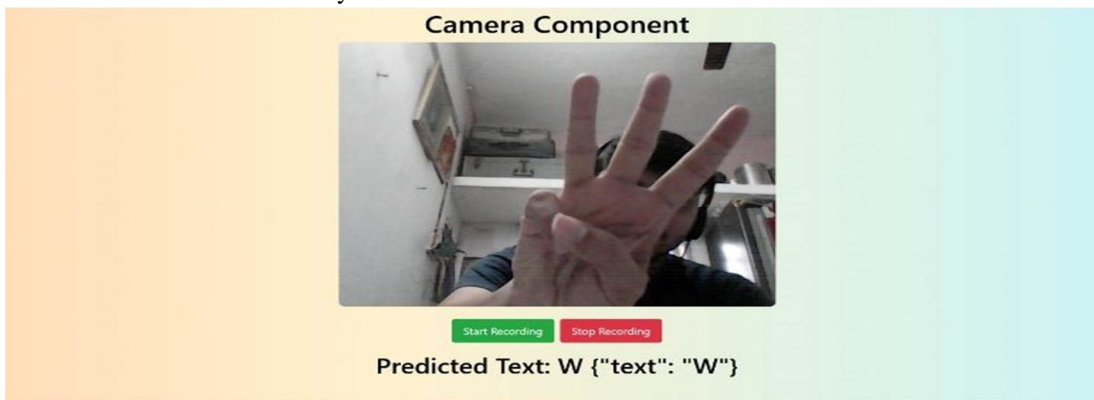 Camera Component
Start Recording Stop Recording
Predicted Text: W {"text": "W"}